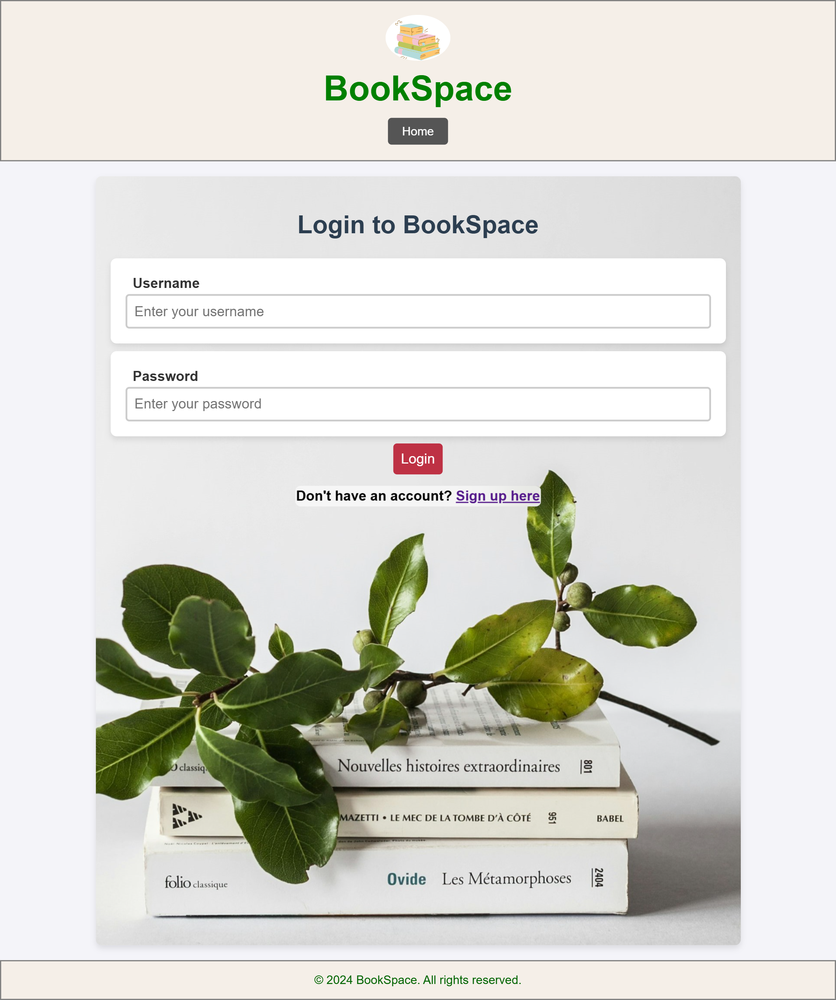 BookSpace
Home
Login to BookSpace
Username
Enter your username
Password
Enter your password
Login
Don't have an account? Sign up here
classiq
Nouvelles histoires extraordinaires
801
MAZETTI • LE MEC DE LA TOMBE D'À CÔTÉ
951
BABEL
folio classique
Ovide Les Métamorphoses
2404
© 2024 BookSpace. All rights reserved.